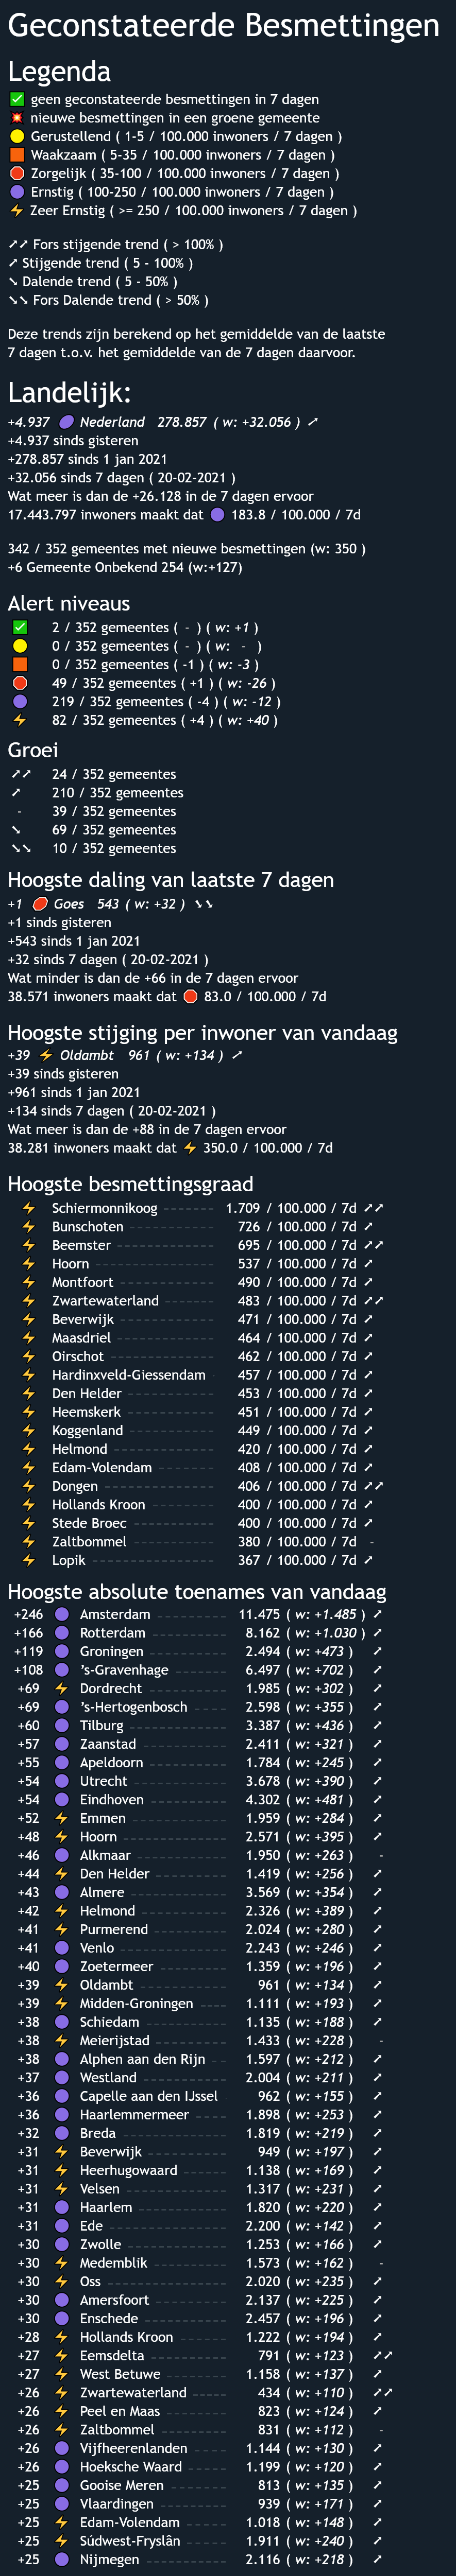 Geconstateerde Besmettingen
Legenda
geen geconstateerde besmettingen in 7 dagen
nieuwe besmettingen in een groene gemeente
Gerustellend ( 1-5 / 100.000 inwoners / 7 dagen )
Waakzaam ( 5-35 / 100.000 inwoners / 7 dagen )
Zorgelijk ( 35-100 / 100.000 inwoners / 7 dagen )
Ernstig ( 100-250 / 100.000 inwoners / 7 dagen )
Zeer Ernstig ( >= 250 / 100.000 inwoners / 7 dagen )
↗↗ Fors stijgende trend ( > 100% )
↗ Stijgende trend ( 5 - 100% )
↘ Dalende trend ( 5 - 50% )
↘↘ Fors Dalende trend ( > 50% )
Deze trends zijn berekend op het gemiddelde van de laatste
7 dagen t.o.v. het gemiddelde van de 7 dagen daarvoor.
Landelijk:
+4.937 Nederland 278.857 ( w: +32.056 ) ↗
+4.937 sinds gisteren
+278.857 sinds 1 jan 2021
+32.056 sinds 7 dagen ( 20-02-2021 )
Wat meer is dan de +26.128 in de 7 dagen ervoor
17.443.797 inwoners maakt dat 183.8 / 100.000 / 7d
342 / 352 gemeentes met nieuwe besmettingen (w: 350 )
+6 Gemeente Onbekend 254 (w:+127)
Alert niveaus
2 / 352 gemeentes ( - ) ( w: +1 )
0 / 352 gemeentes ( - ) ( w: - )
0 / 352 gemeentes ( -1 ) ( w: -3 )
49 / 352 gemeentes ( +1 ) ( w: -26 )
219 / 352 gemeentes ( -4 ) ( w: -12 )
82 / 352 gemeentes ( +4 ) ( w: +40 )
Groei
↗↗ 24 / 352 gemeentes
↗ 210 / 352 gemeentes
- 39 / 352 gemeentes
↘ 69 / 352 gemeentes
↘↘ 10 / 352 gemeentes
Hoogste daling van laatste 7 dagen
+1 Goes 543 ( w: +32 ) ↘↘
+1 sinds gisteren
+543 sinds 1 jan 2021
+32 sinds 7 dagen ( 20-02-2021 )
Wat minder is dan de +66 in de 7 dagen ervoor
38.571 inwoners maakt dat 83.0 / 100.000 / 7d
Hoogste stijging per inwoner van vandaag
+39 Oldambt 961 ( w: +134 ) ↗
+39 sinds gisteren
+961 sinds 1 jan 2021
+134 sinds 7 dagen ( 20-02-2021 )
Wat meer is dan de +88 in de 7 dagen ervoor
38.281 inwoners maakt dat 350.0 / 100.000 / 7d
Hoogste besmettingsgraad
Schiermonnikoog 1.709 / 100.000 / 7d ↗↗
Bunschoten 726 / 100.000 / 7d ↗
Beemster 695 / 100.000 / 7d ↗↗
Hoorn 537 / 100.000 / 7d ↗
Montfoort 490 / 100.000 / 7d ↗
Zwartewaterland 483 / 100.000 / 7d ↗↗
Beverwijk 471 / 100.000 / 7d ↗
Maasdriel 464 / 100.000 / 7d ↗
Oirschot 462 / 100.000 / 7d ↗
Hardinxveld-Giessendam 457 / 100.000 / 7d ↗
Den Helder 453 / 100.000 / 7d ↗
Heemskerk 451 / 100.000 / 7d ↗
Koggenland 449 / 100.000 / 7d ↗
Helmond 420 / 100.000 / 7d ↗
Edam-Volendam 408 / 100.000 / 7d ↗
Dongen 406 / 100.000 / 7d ↗↗
Hollands Kroon 400 / 100.000 / 7d ↗
Stede Broec 400 / 100.000 / 7d ↗
Zaltbommel 380 / 100.000 / 7d -
Lopik 367 / 100.000 / 7d ↗
Hoogste absolute toenames van vandaag
+246 Amsterdam 11.475 ( w: +1.485 ) ↗
+166 Rotterdam 8.162 ( w: +1.030 ) ↗
+119 Groningen 2.494 ( w: +473 ) ↗
+108 's-Gravenhage 6.497 ( w: +702 ) ↗
+69 Dordrecht 1.985 ( w: +302 ) ↗
+69 's-Hertogenbosch 2.598 ( w: +355 ) ↗
+60 Tilburg 3.387 ( w: +436 ) ↗
+57 Zaanstad 2.411 ( w: +321 ) ↗
+55 Apeldoorn 1.784 ( w: +245 ) ↗
+54 Utrecht 3.678 ( w: +390 ) ↗
+54 Eindhoven 4.302 ( w: +481 ) ↗
+52 Emmen 1.959 ( w: +284 ) ↗
+48 Hoorn 2.571 ( w: +395 ) ↗
+46 Alkmaar 1.950 ( w: +263 ) -
+44 Den Helder 1.419 ( w: +256 ) ↗
+43 Almere 3.569 ( w: +354 ) ↗
+42 Helmond 2.326 ( w: +389 ) ↗
+41 Purmerend 2.024 ( w: +280 ) ↗
+41 Venlo 2.243 ( w: +246 ) ↗
+40 Zoetermeer 1.359 ( w: +196 ) ↗
+39 Oldambt 961 ( w: +134 ) ↗
+39 Midden-Groningen 1.111 ( w: +193 ) ↗
+38 Schiedam 1.135 ( w: +188 ) ↗
+38 Meierijstad 1.433 ( w: +228 ) -
+38 Alphen aan den Rijn 1.597 ( w: +212 ) ↗
+37 Westland 2.004 ( w: +211 ) ↗
+36 Capelle aan den IJssel 962 ( w: +155 ) ↗
+36 Haarlemmermeer 1.898 ( w: +253 ) ↗
+32 Breda 1.819 ( w: +219 ) ↗
+31 Beverwijk 949 ( w: +197 ) ↗
+31 Heerhugowaard 1.138 ( w: +169 ) ↗
+31 Velsen 1.317 ( w: +231 ) ↗
+31 Haarlem 1.820 ( w: +220 ) ↗
+31 Ede 2.200 ( w: +142 ) ↗
+30 Zwolle 1.253 ( w: +166 ) ↗
+30 Medemblik 1.573 ( w: +162 ) -
+30 Oss 2.020 ( w: +235 ) ↗
+30 Amersfoort 2.137 ( w: +225 ) ↗
+30 Enschede 2.457 ( w: +196 ) ↗
+28 Hollands Kroon 1.222 ( w: +194 ) ↗
+27 Eemsdelta 791 ( w: +123 ) ↗↗
+27 West Betuwe 1.158 ( w: +137 ) ↗
+26 Zwartewaterland 434 ( w: +110 ) ↗↗
+26 Peel en Maas 823 ( w: +124 ) ↗
+26 Zaltbommel 831 ( w: +112 ) -
+26 Vijfheerenlanden 1.144 ( w: +130 ) ↗
+26 Hoeksche Waard 1.199 ( w: +120 ) ↗
+25 Gooise Meren 813 ( w: +135 ) ↗
+25 Vlaardingen 939 ( w: +171 ) ↗
+25 Edam-Volendam 1.018 ( w: +148 ) ↗
+25 Súdwest-Fryslân 1.911 ( w: +240 ) ↗
+25 Nijmegen 2.116 ( w: +218 ) ↗